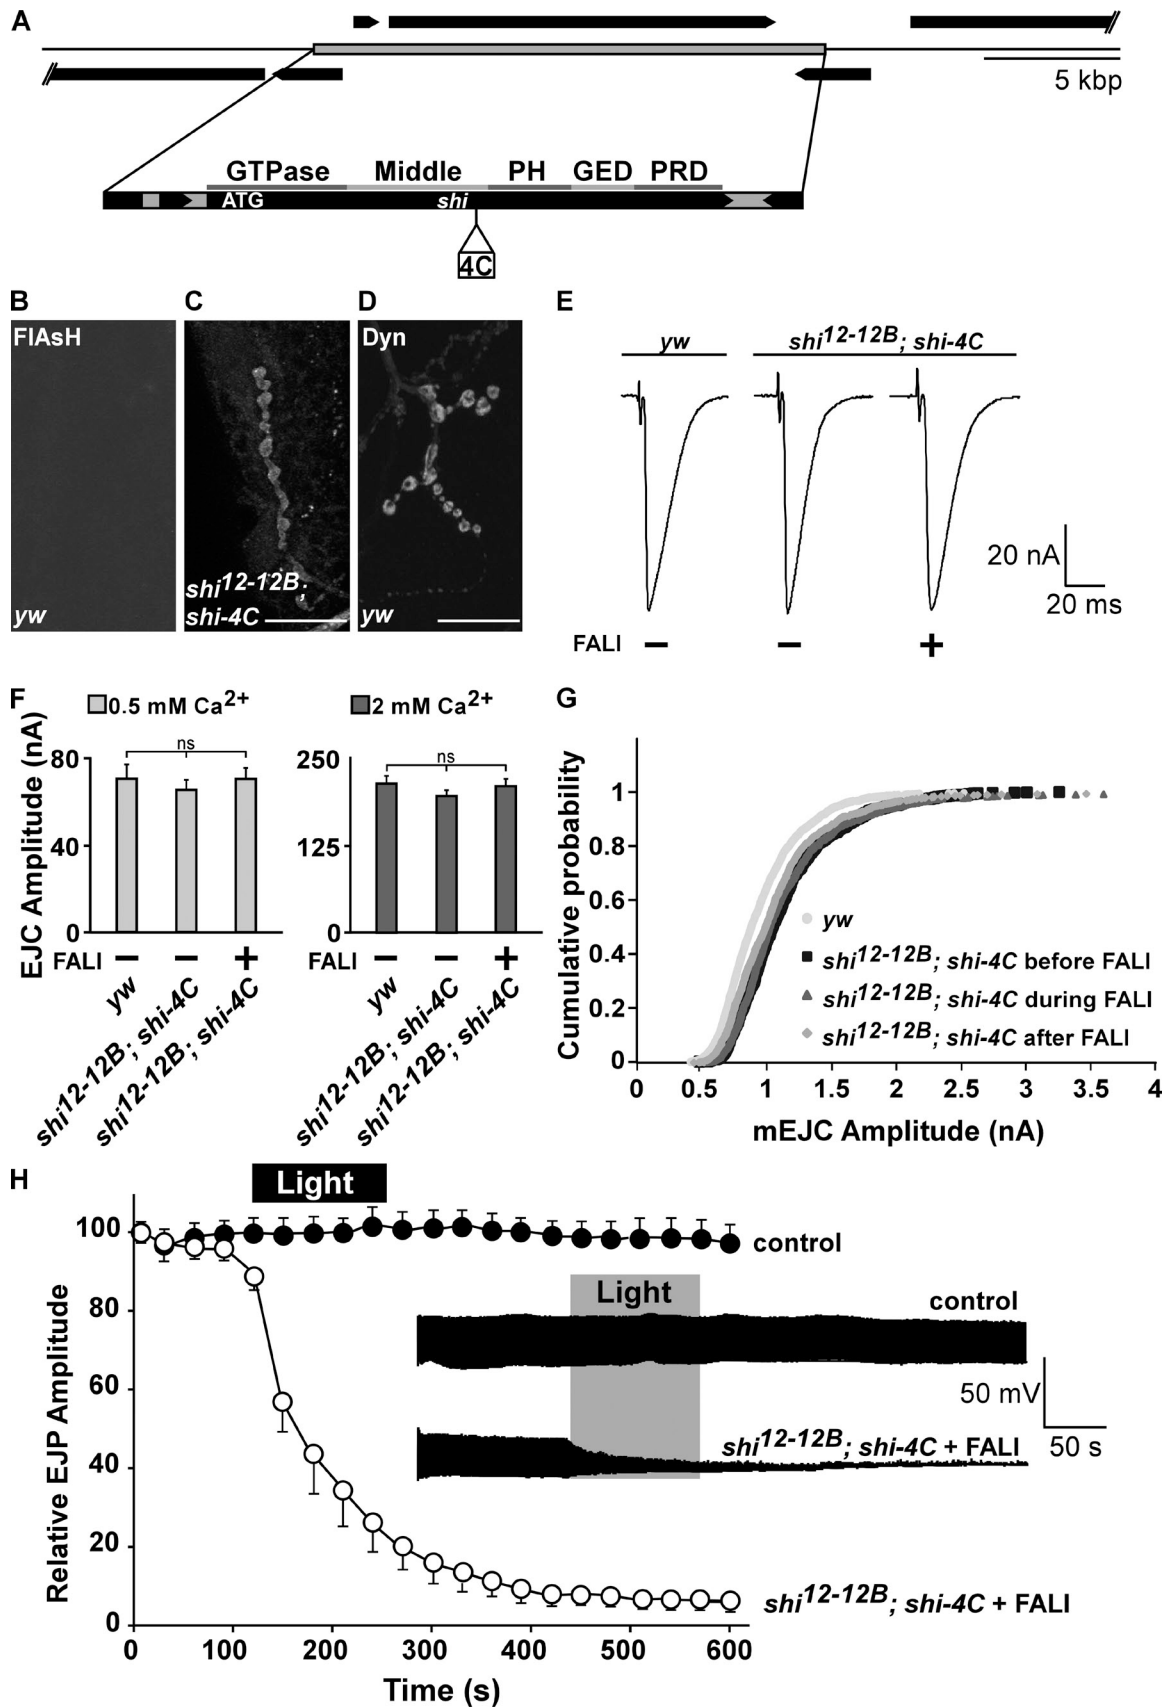 A
5 kbp
GTPase Middle PH GED PRD
ATG shi
4C
B C D E
FlAsH
yw
shi12-12B;
shi-4C
Dyn
yw
yw shi12-12B; shi-4C
20 nA
20 ms
FALI − − +
F
0.5 mM Ca2+
2 mM Ca2+
EJC Amplitude (nA)
80
40
0
ns
FALI − − +
yw
shi12-12B; shi-4C
shi12-12B; shi-4C
250
125
0
ns
FALI − − +
yw
shi12-12B; shi-4C
shi12-12B; shi-4C
G
Cumulative probability
1
0.8
0.6
0.4
0.2
0
yw
shi12-12B; shi-4C before FALI
shi12-12B; shi-4C during FALI
shi12-12B; shi-4C after FALI
0 0.5 1 1.5 2 2.5 3 3.5 4
mEJC Amplitude (nA)
H
Light
Relative EJP Amplitude
100
80
60
40
20
0
control
Light
control
50 mV
50 s
shi12-12B; shi-4C + FALI
shi12-12B; shi-4C + FALI
0 100 200 300 400 500 600
Time (s)